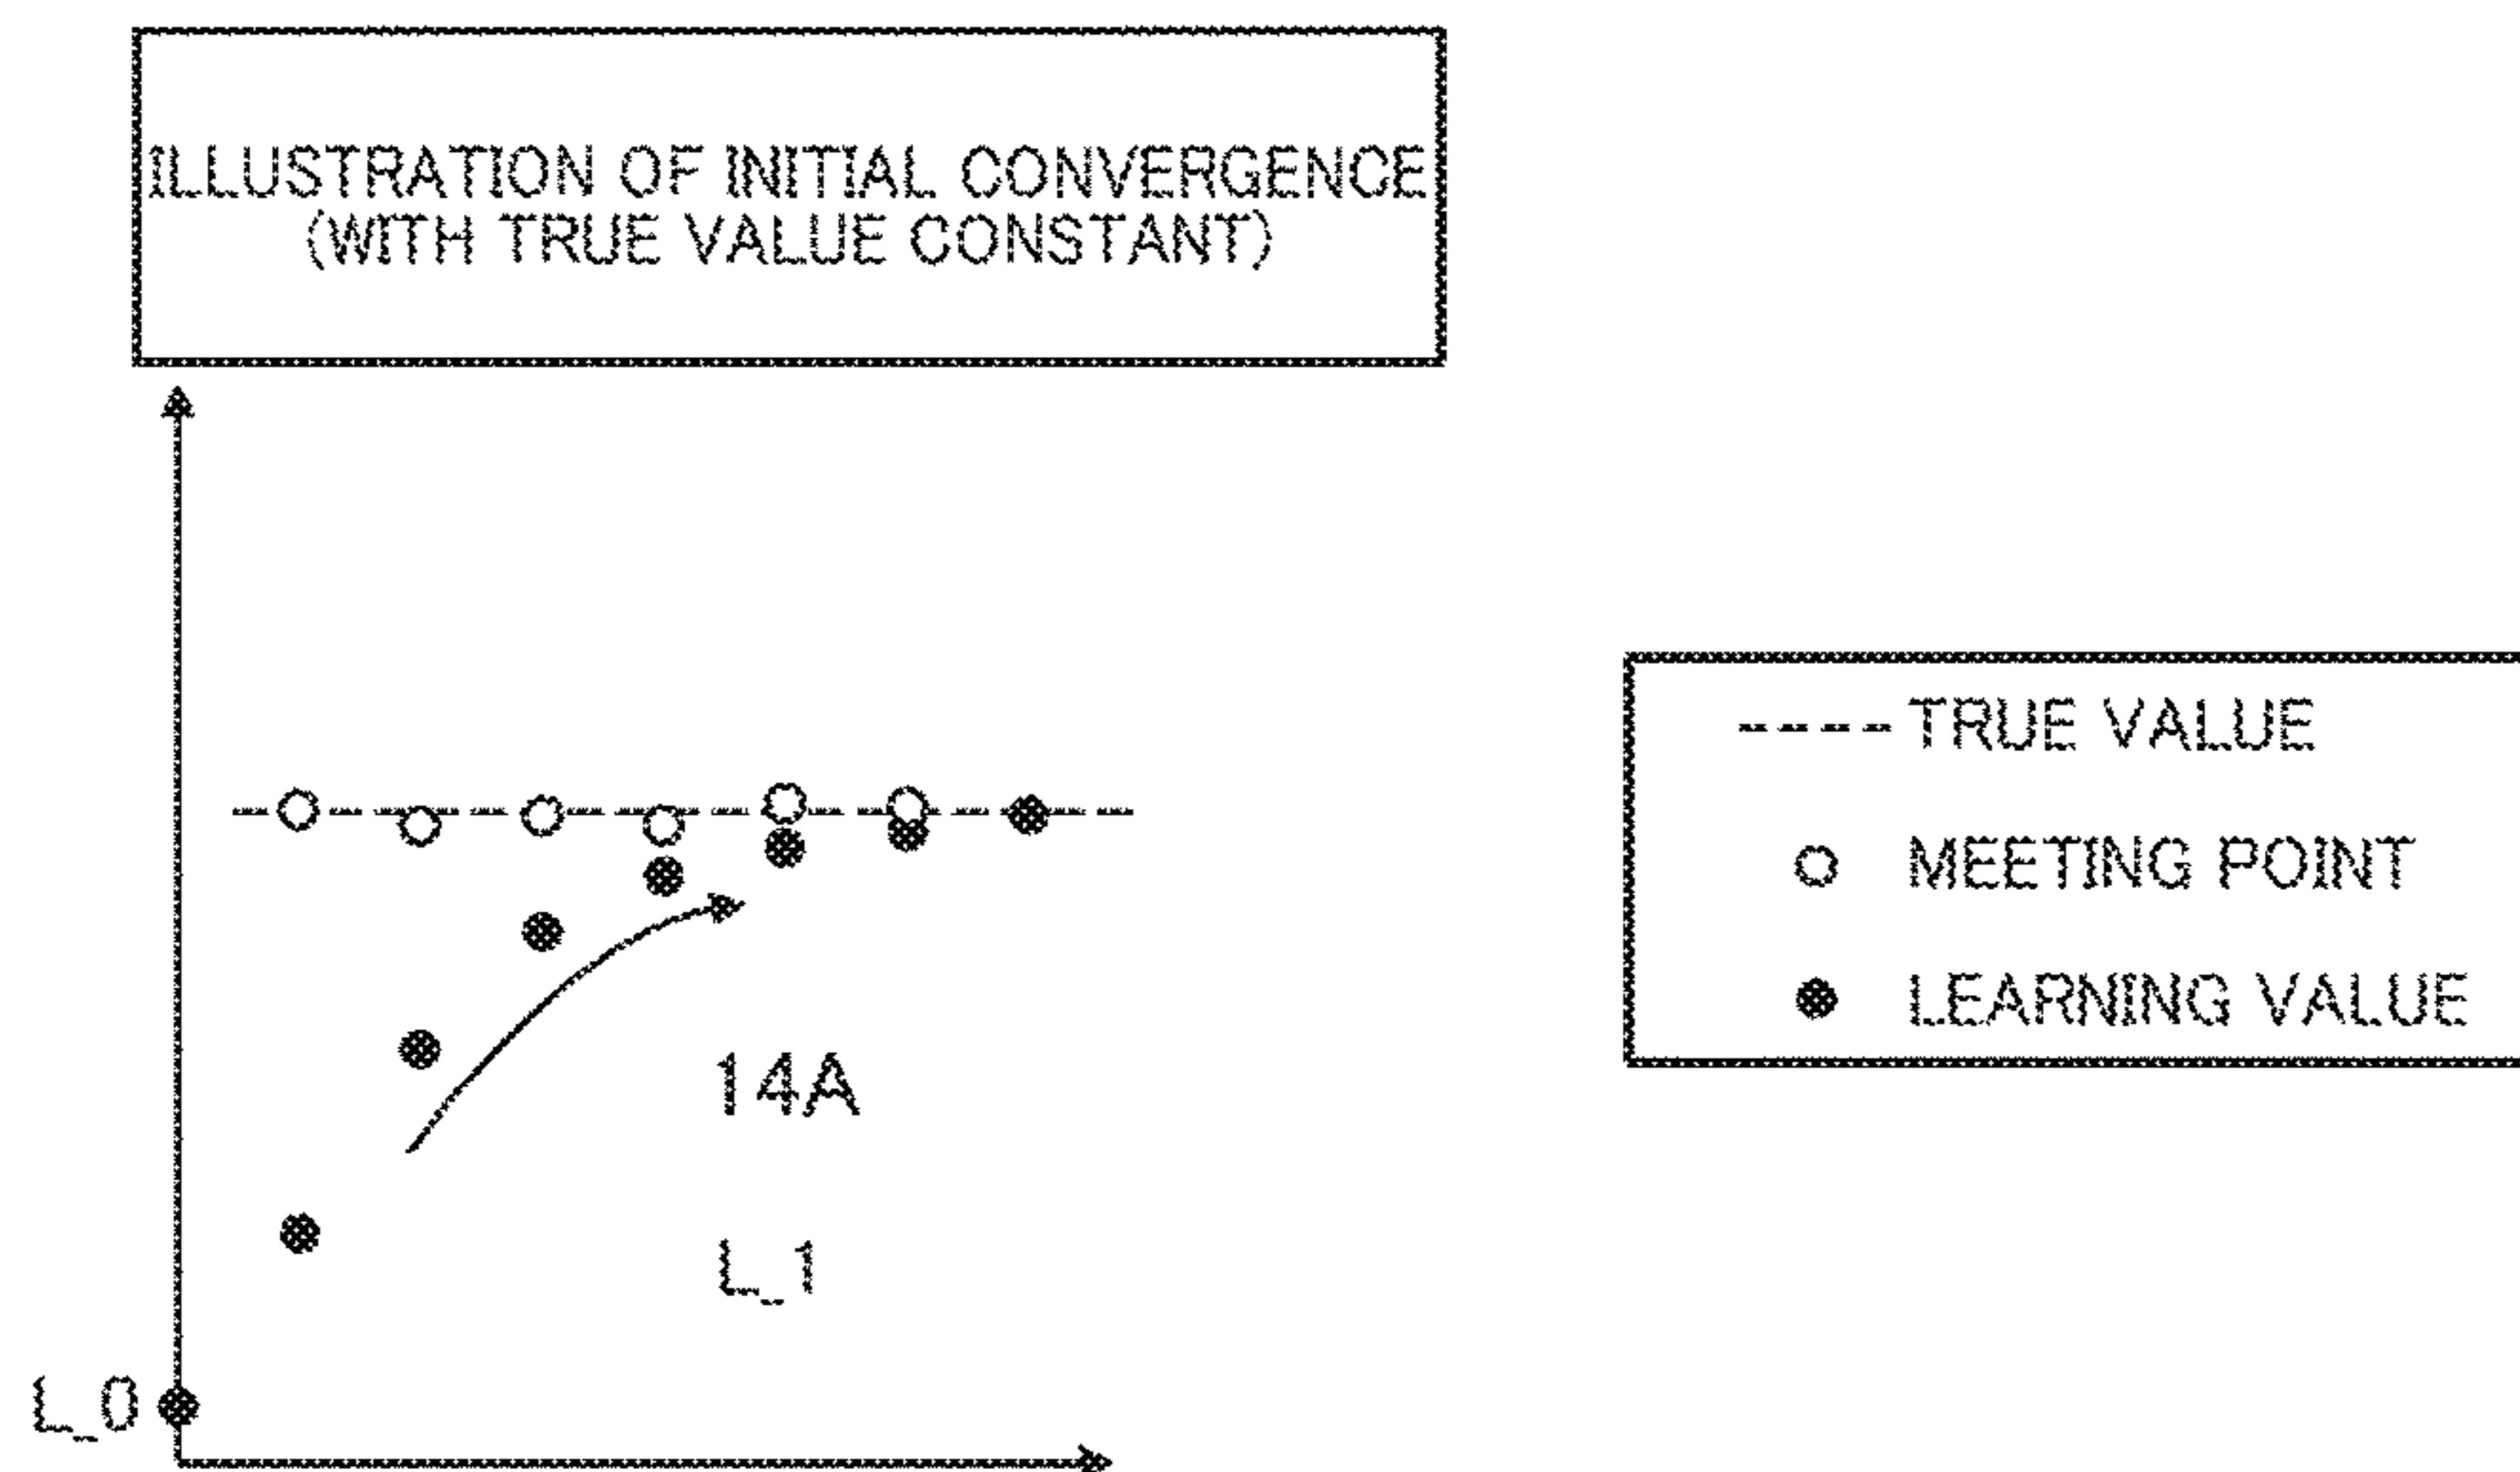 ILLUSTRATION OF INITIAL CONVERGENCE
(WITH TRUE VALUE CONSTANT)
TRUE VALUE
MEETING POINT
LEARNING VALUE
14A
L_1
L_0